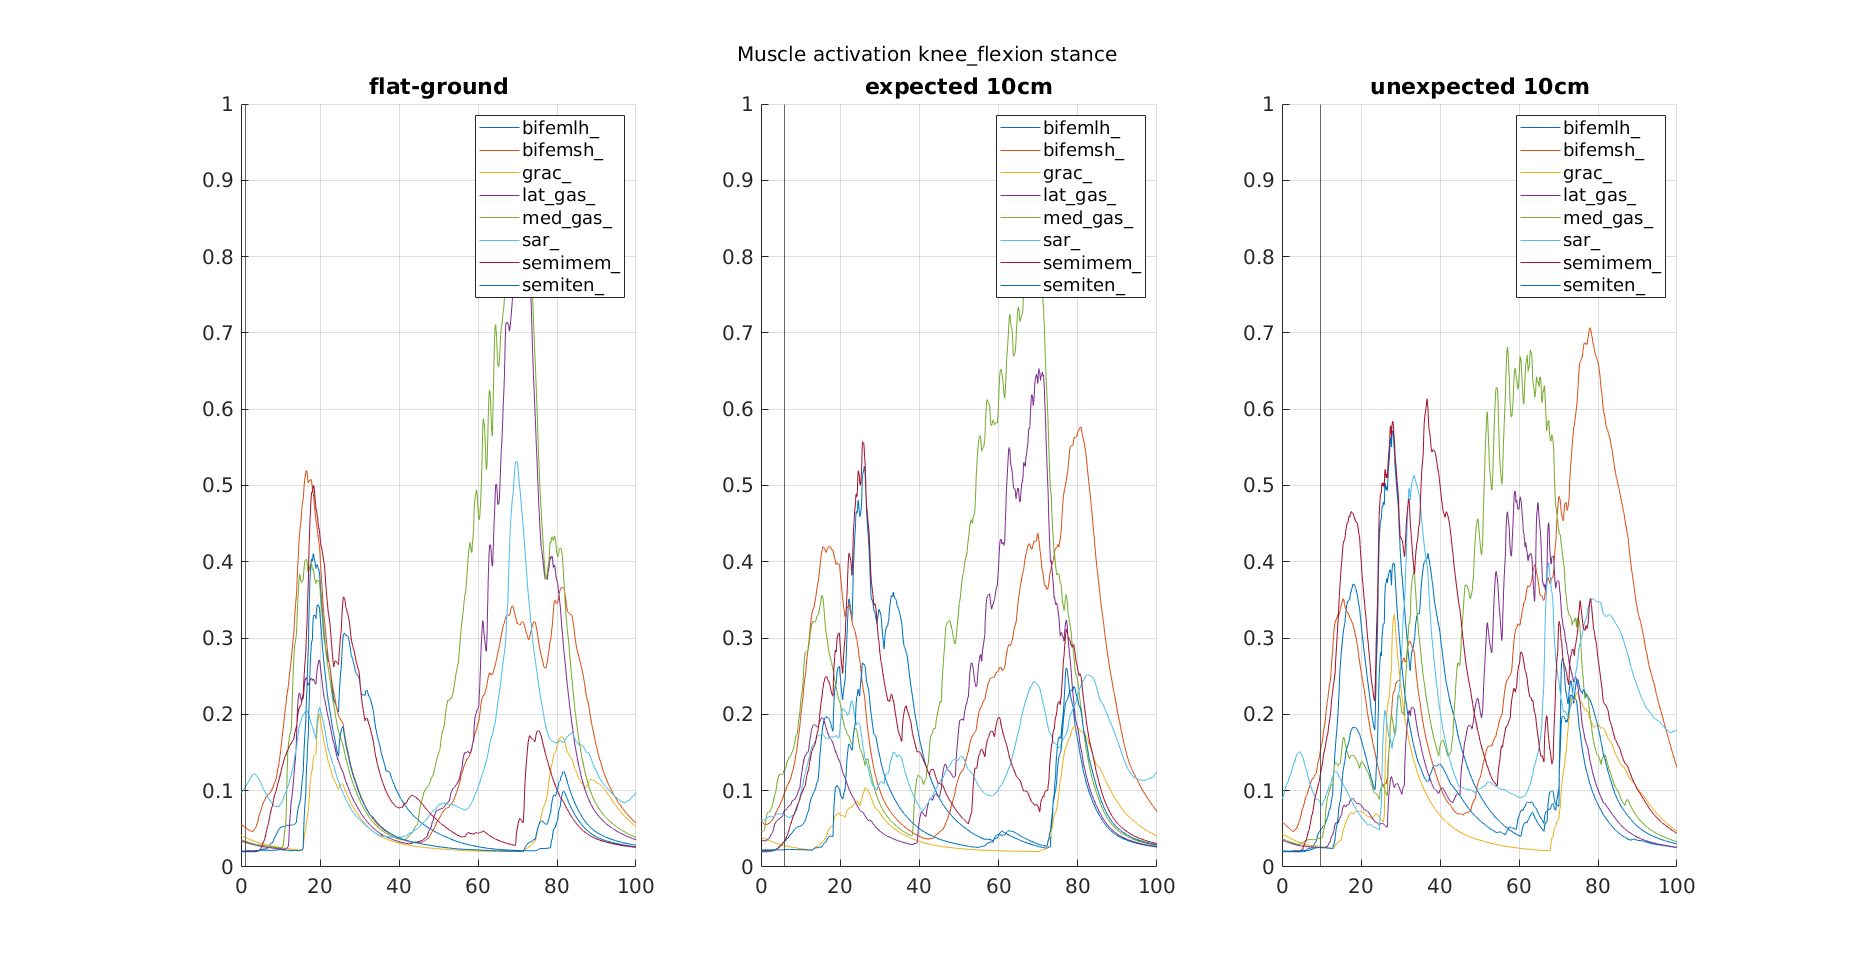 Muscle activation knee_flexion stance
flat-ground
1
0.9
0.8
0.7
0.6
0.5
0.4
0.3
0.2
0.1
0
0 20 40 60 80 100
bifemlh_
bifemsh_
grac_
lat_gas_
med_gas_
sar_
semimem_
semiten_
expected 10cm
1
0.9
0.8
0.7
0.6
0.5
0.4
0.3
0.2
0.1
0
0 20 40 60 80 100
bifemlh_
bifemsh_
grac_
lat_gas_
med_gas_
sar_
semimem_
semiten_
unexpected 10cm
1
0.9
0.8
0.7
0.6
0.5
0.4
0.3
0.2
0.1
0
0 20 40 60 80 100
bifemlh_
bifemsh_
grac_
lat_gas_
med_gas_
sar_
semimem_
semiten_